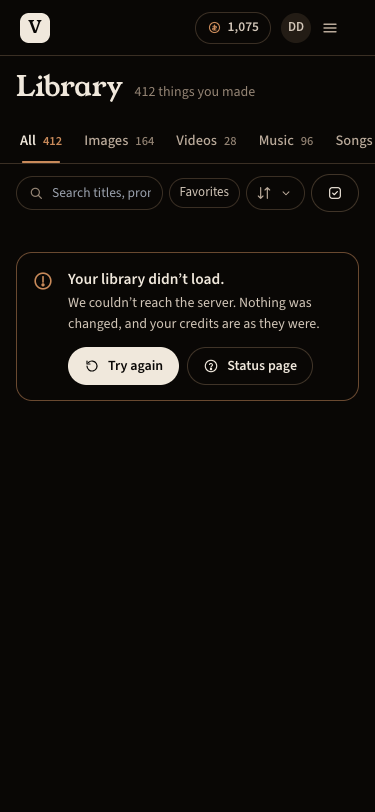 V
1,075
DD
Library 412 things you made
All 412 Images 164 Videos 28 Music 96 Songs
Search titles, pror
Favorites
Your library didn’t load.
We couldn’t reach the server. Nothing was
changed, and your credits are as they were.
Try again
Status page